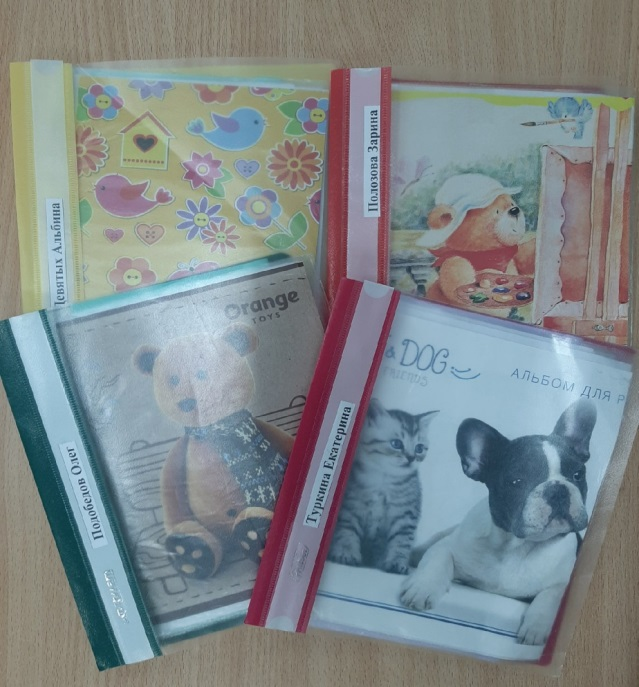 Девятых Альбина
Полозова Зарина
Orange
TOYS
Подобедов Олег
& DOG
АЛЬБОМ ДЛЯ Р
Туркина Екатерина